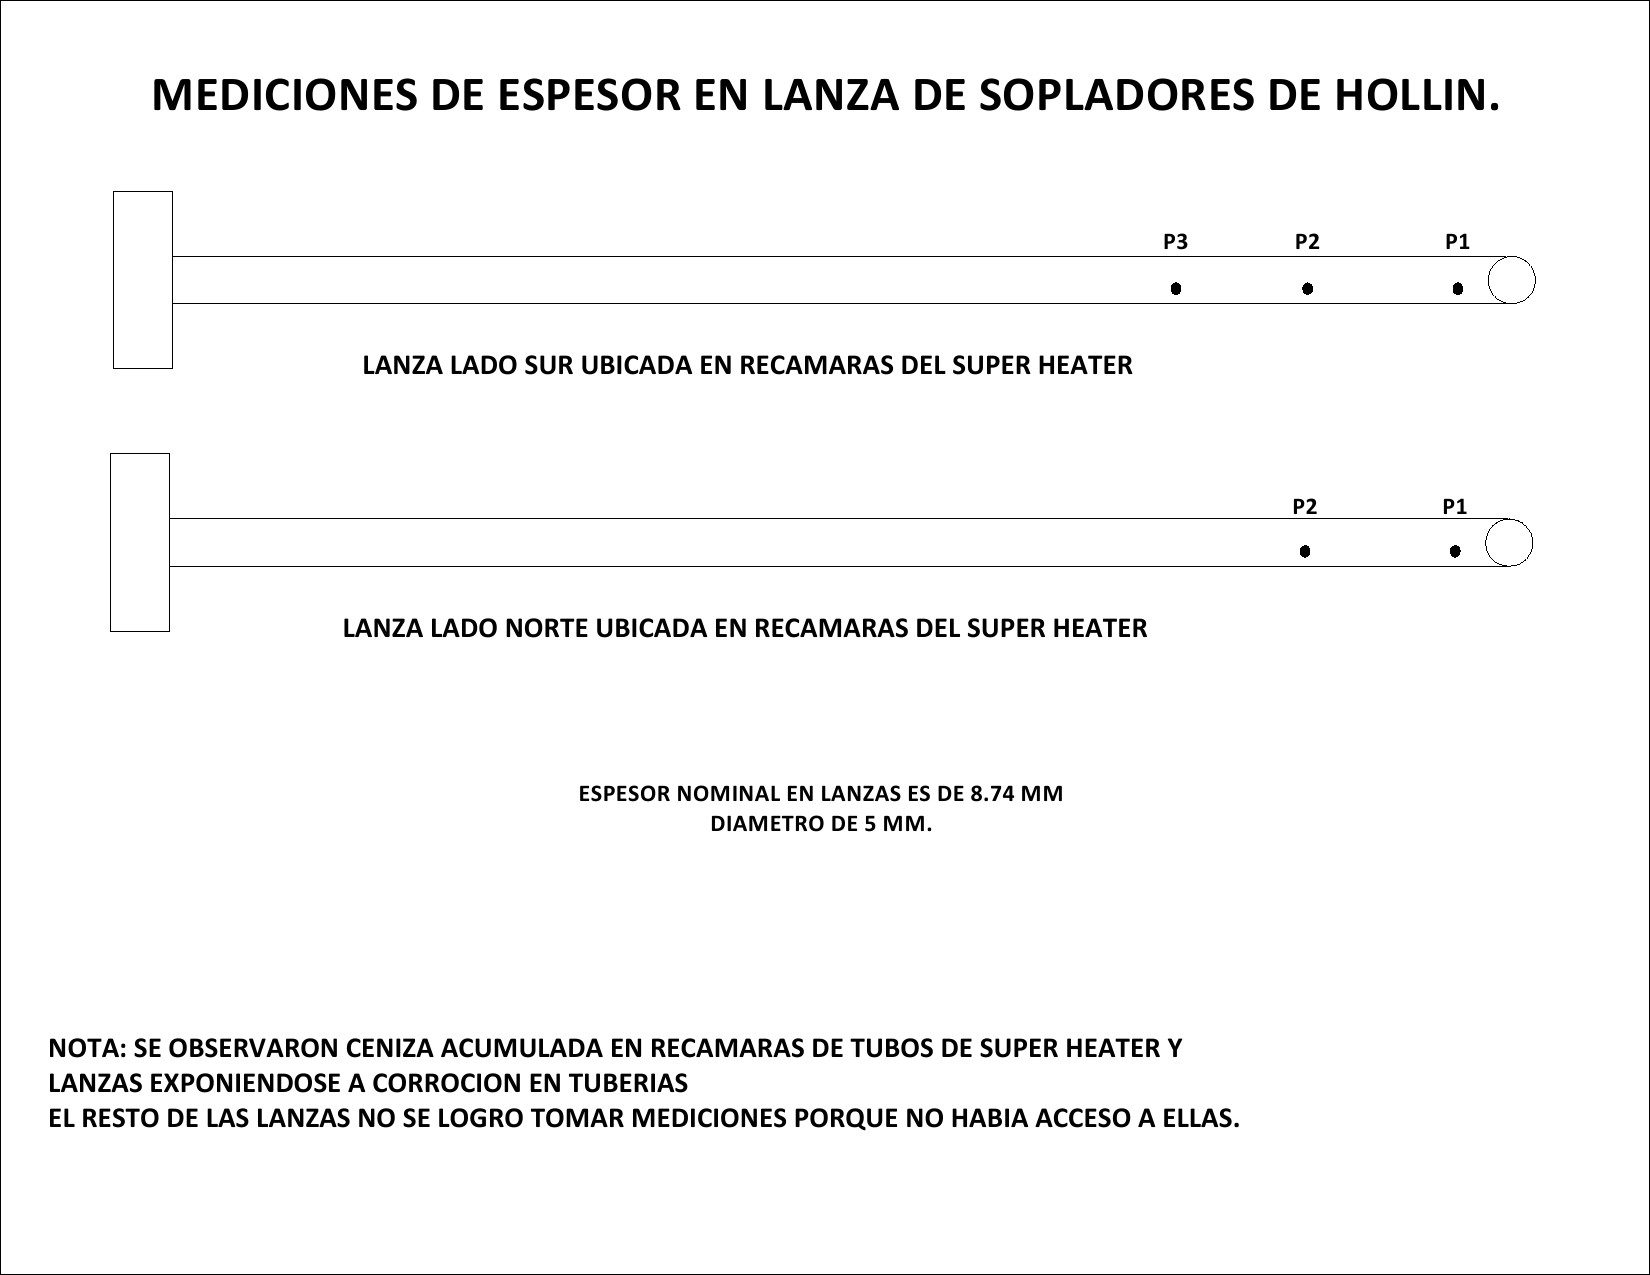 MEDICIONES DE ESPESOR EN LANZA DE SOPLADORES DE HOLLIN.
P3 P2 P1
LANZA LADO SUR UBICADA EN RECAMARAS DEL SUPER HEATER
P2 P1
LANZA LADO NORTE UBICADA EN RECAMARAS DEL SUPER HEATER
ESPESOR NOMINAL EN LANZAS ES DE 8.74 MM
DIAMETRO DE 5 MM.
NOTA: SE OBSERVARON CENIZA ACUMULADA EN RECAMARAS DE TUBOS DE SUPER HEATER Y
LANZAS EXPONIENDOSE A CORROCION EN TUBERIAS
EL RESTO DE LAS LANZAS NO SE LOGRO TOMAR MEDICIONES PORQUE NO HABIA ACCESO A ELLAS.